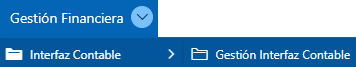 Gestión Financiera
Interfaz Contable > Gestión Interfaz Contable